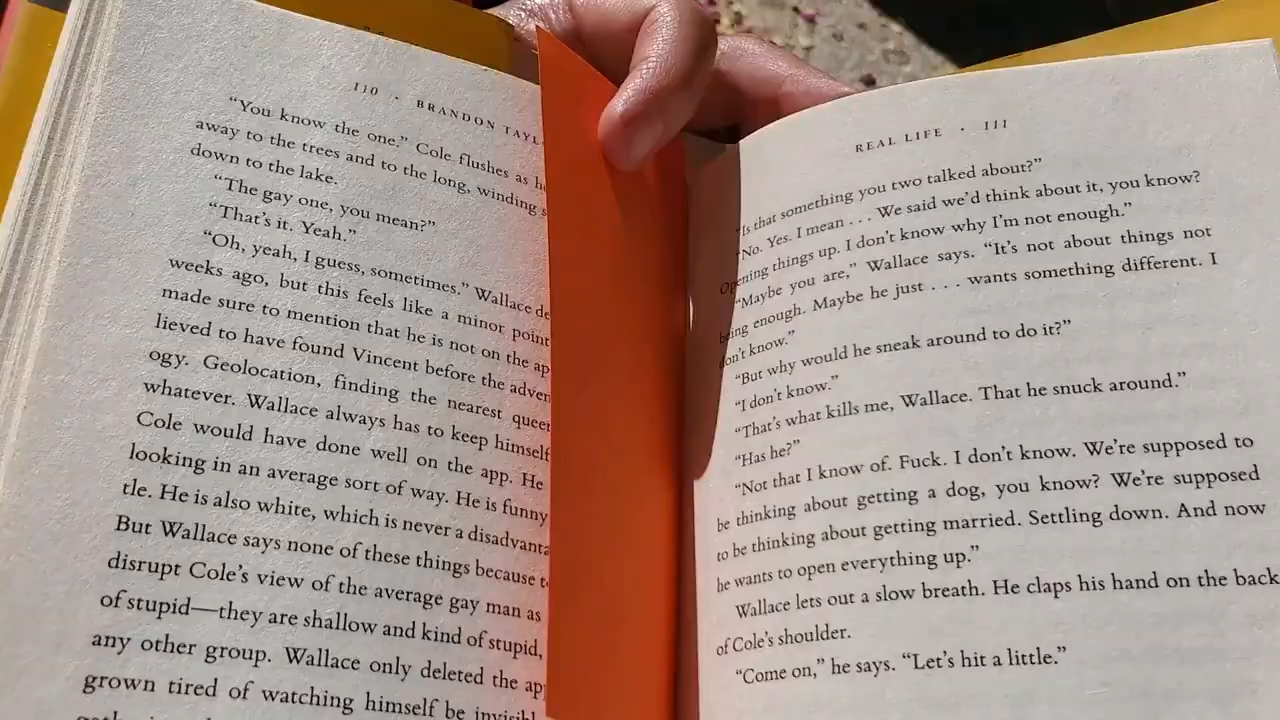 110 · BRANDON
“You know the one.” Cole flushes as
away to the trees and to the long, winding
down to the lake.
“The gay one, you mean?”
“That’s it. Yeah.”
“Oh, yeah, I guess, sometimes.” Wallace
weeks ago, but this feels like a minor point
made sure to mention that he is not on the
lieved to have found Vincent before the
ogy. Geolocation, finding the nearest queer
whatever. Wallace always has to keep himself
Cole would have done well on the app. He
looking in an average sort of way. He is funny
tle. He is also white, which is never a
But Wallace says none of these things because
disrupt Cole’s view of the average gay man as
of stupid—they are shallow and kind of stupid,
any other group. Wallace only deleted the
grown tired of watching himself be
REAL LIFE · 111
“Is that something you two talked about?”
“No. Yes. I mean . . . We said we’d think about it, you know?
Opening things up. I don’t know why I’m not enough.”
“Maybe you are,” Wallace says. “It’s not about things not
being enough. Maybe he just . . . wants something different. I
don’t know.”
“But why would he sneak around to do it?”
“I don’t know.”
“That’s what kills me, Wallace. That he snuck around.”
“Has he?”
“Not that I know of. Fuck. I don’t know. We’re supposed to
be thinking about getting a dog, you know? We’re supposed
to be thinking about getting married. Settling down. And now
he wants to open everything up.”
Wallace lets out a slow breath. He claps his hand on the back
of Cole’s shoulder.
“Come on,” he says. “Let’s hit a little.”